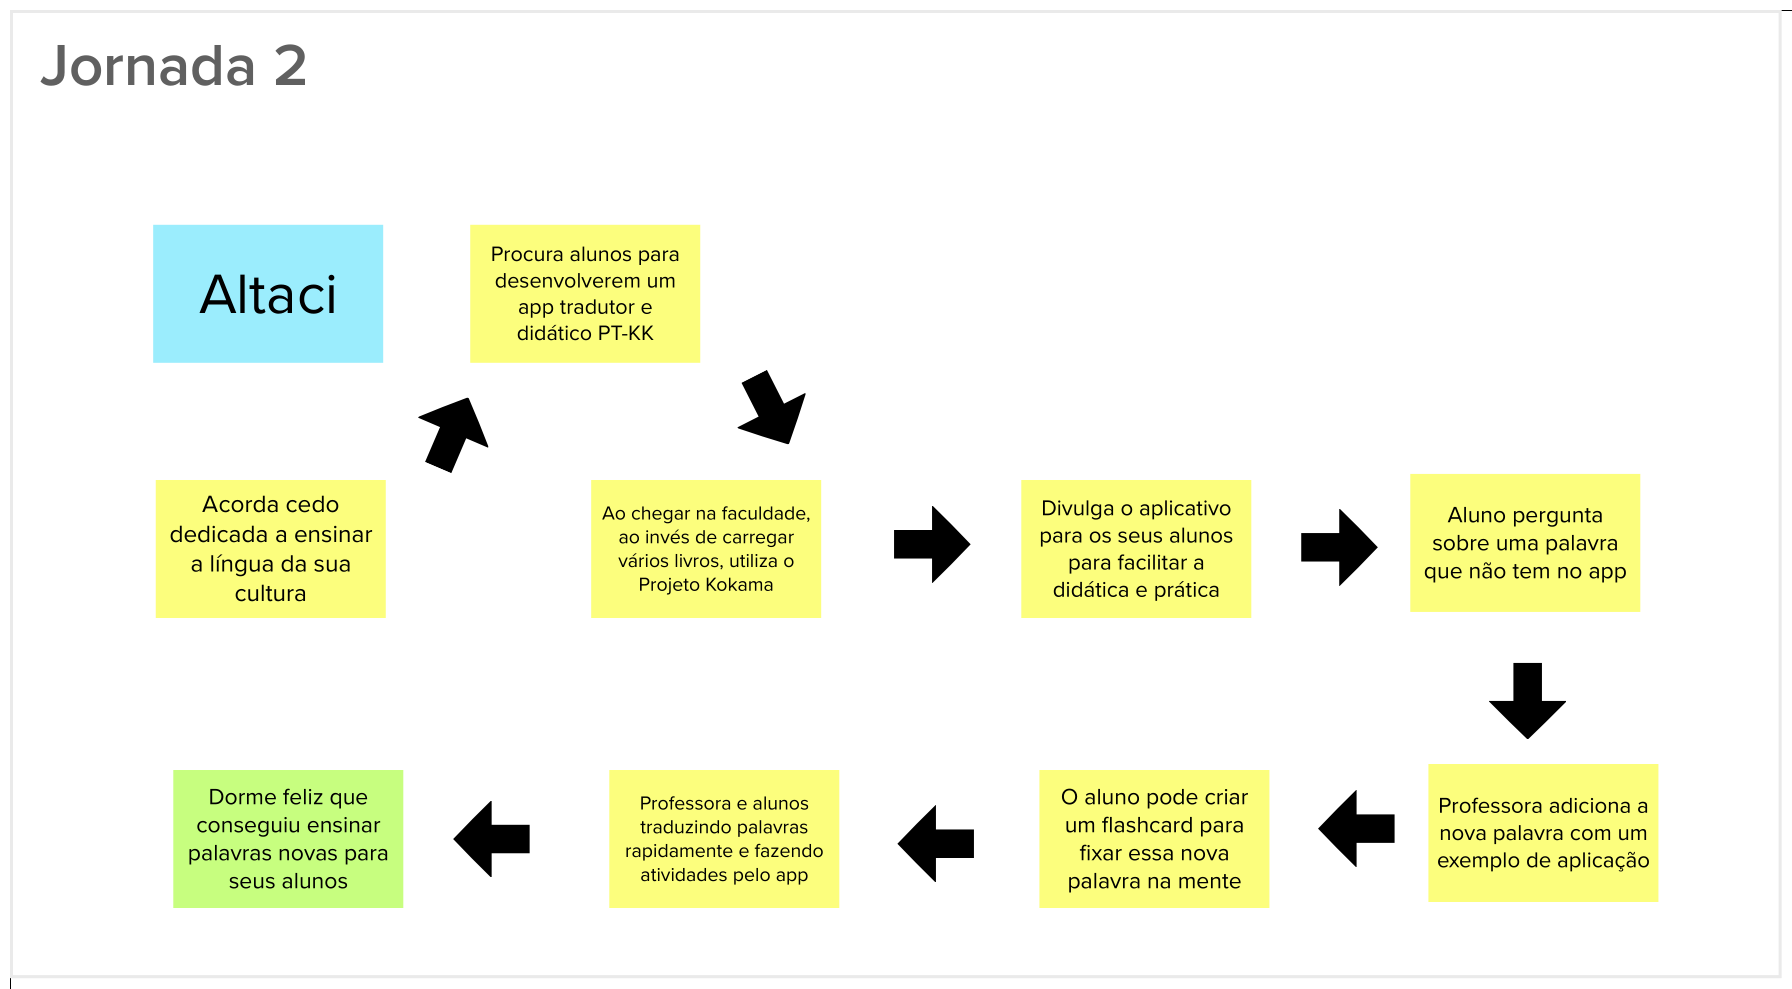 Jornada 2
Altaci
Acorda cedo
dedicada a ensinar
a língua da sua
cultura
Procura alunos para
desenvolverem um
app tradutor e
didático PT-KK
Ao chegar na faculdade,
ao invés de carregar
vários livros, utiliza o
Projeto Kokama
Divulga o aplicativo
para os seus alunos
para facilitar a
didática e prática
Aluno pergunta
sobre uma palavra
que não tem no app
Professora adiciona a
nova palavra com um
exemplo de aplicação
O aluno pode criar
um flashcard para
fixar essa nova
palavra na mente
Professora e alunos
traduzindo palavras
rapidamente e fazendo
atividades pelo app
Dorme feliz que
conseguiu ensinar
palavras novas para
seus alunos